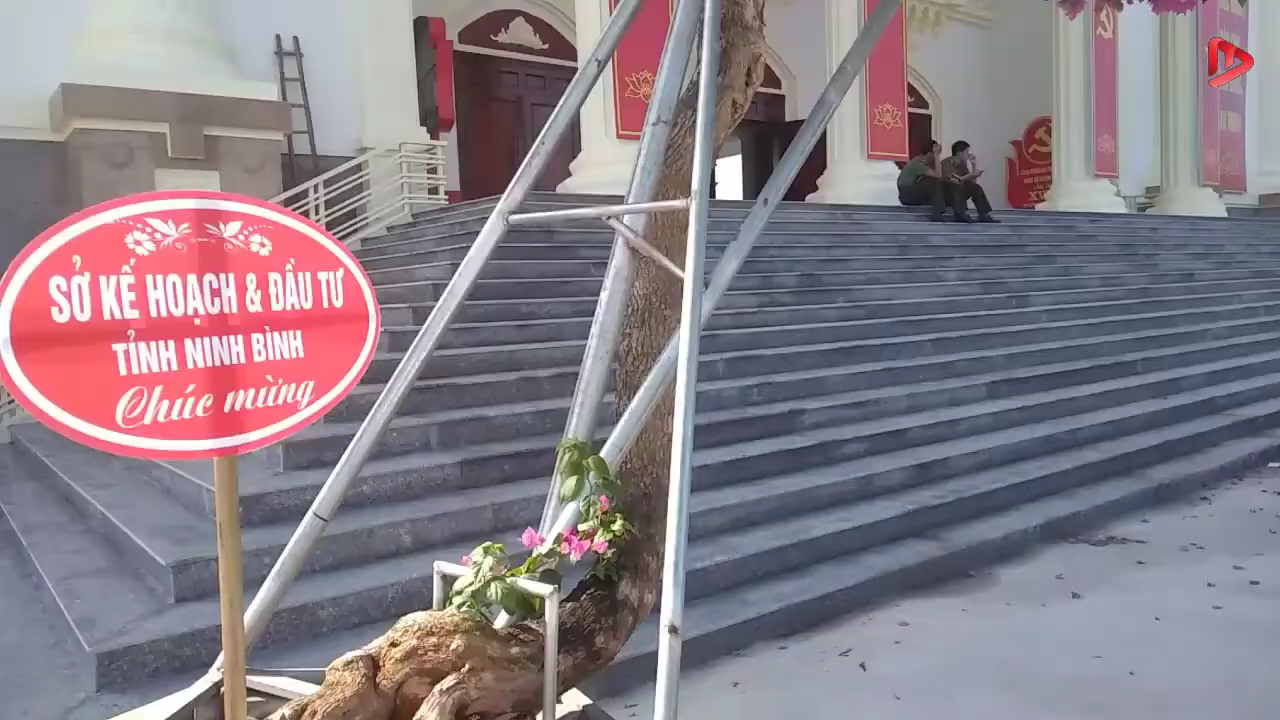 SỞ KẾ HOẠCH & ĐẦU TƯ
TỈNH NINH BÌNH
Chúc mừng